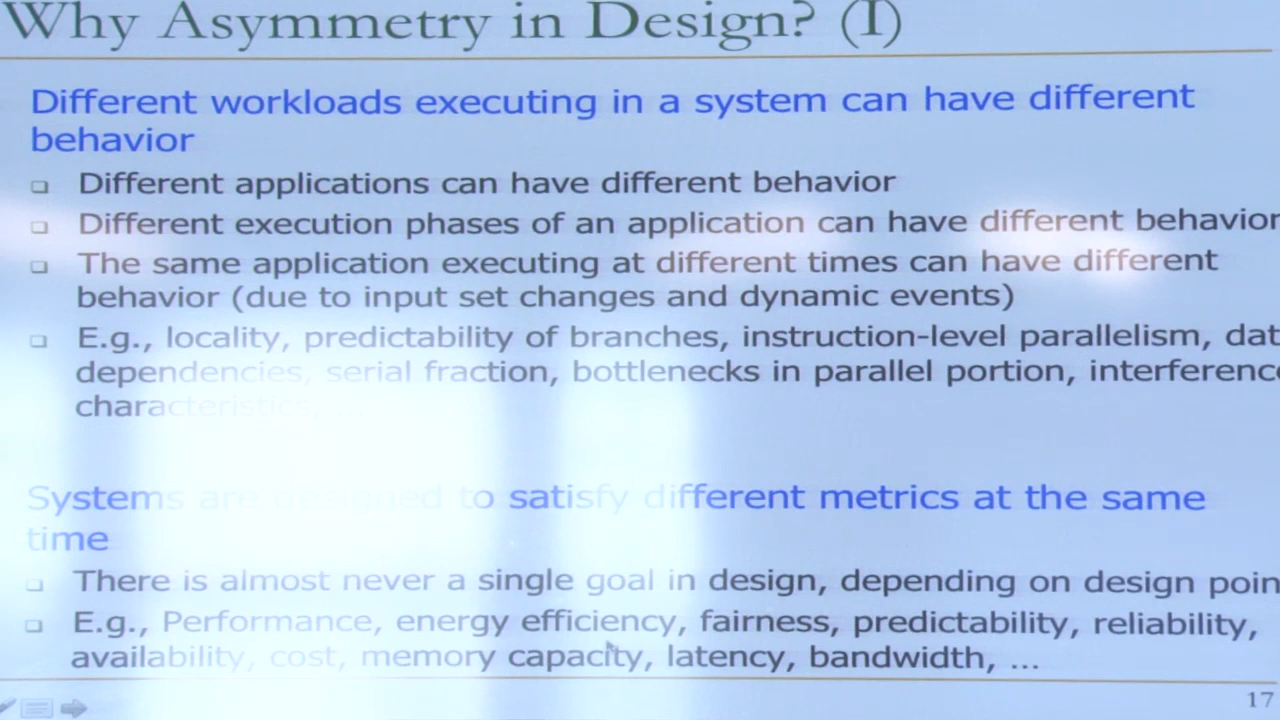 Why Asymmetry in Design? (I)
Different workloads executing in a system can have different
behavior
Different applications can have different behavior
Different execution phases of an application can have different behavior
The same application executing at different times can have different
behavior (due to input set changes and dynamic events)
E.g., locality, predictability of branches, instruction-level parallelism, dat
dependencies, serial fraction, bottlenecks in parallel portion, interference
characteristics, ...
Systems are designed to satisfy different metrics at the same
time
There is almost never a single goal in design, depending on design poin
E.g., Performance, energy efficiency, fairness, predictability, reliability,
availability, cost, memory capacity, latency, bandwidth, ...
17